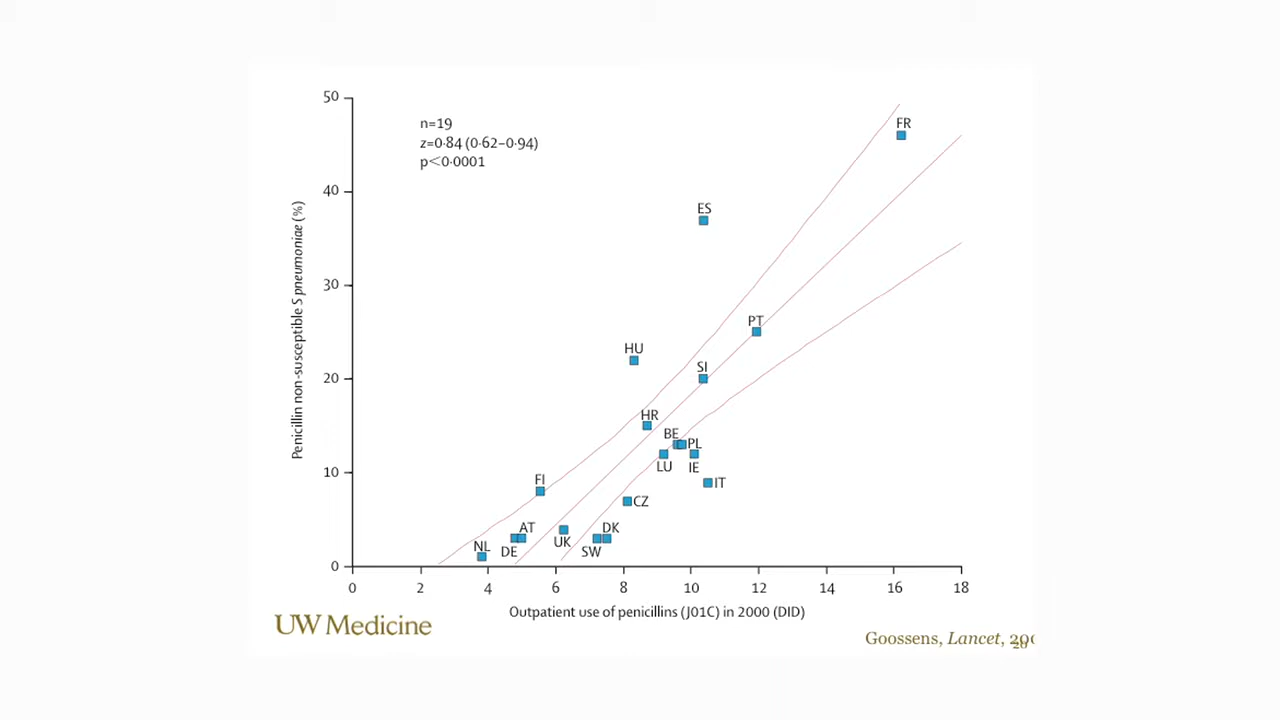 50
n=19
z=0·84 (0·62–0·94)
p<0·0001
FR
40
ES
30
PT
HU
SI
20
HR
BE
PL
LU
IE
10
FI
IT
CZ
AT
DK
NL
DE
UK
SW
0
0 2 4 6 8 10 12 14 16 18
Penicillin non-susceptible S pneumoniae (%)
Outpatient use of penicillins (J01C) in 2000 (DID)
UW Medicine
Goossens, Lancet,